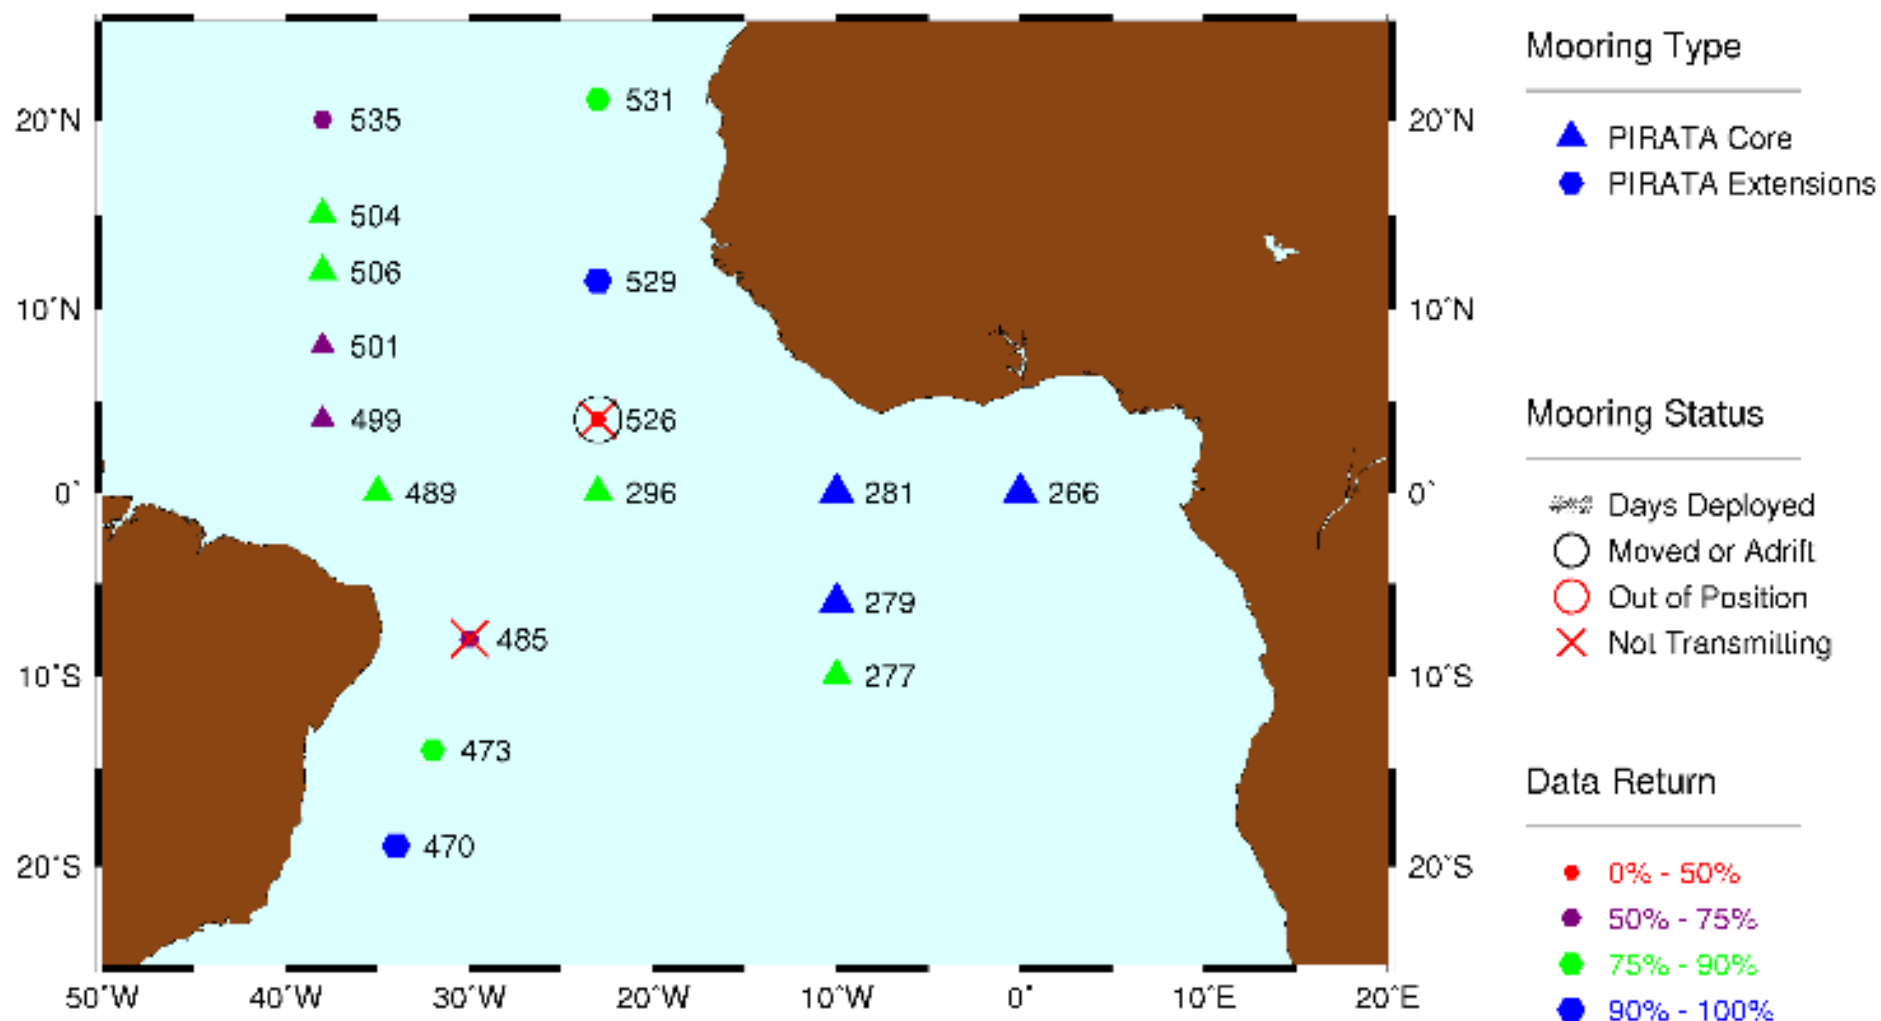 Mooring Type
PIRATA Core
PIRATA Extensions
Mooring Status
Days Deployed
Moved or Adrift
Out of Position
Not Transmitting
Data Return
0% - 50%
50% - 75%
75% - 90%
90% - 100%
20°N 535 531 20°N
504
506
529
10°N 10°N
501
499 526
0° 489 296 281 266 0°
279
485
10°S 277 10°S
473
470
20°S 20°S
50°W 40°W 30°W 20°W 10°W 0° 10°E 20°E